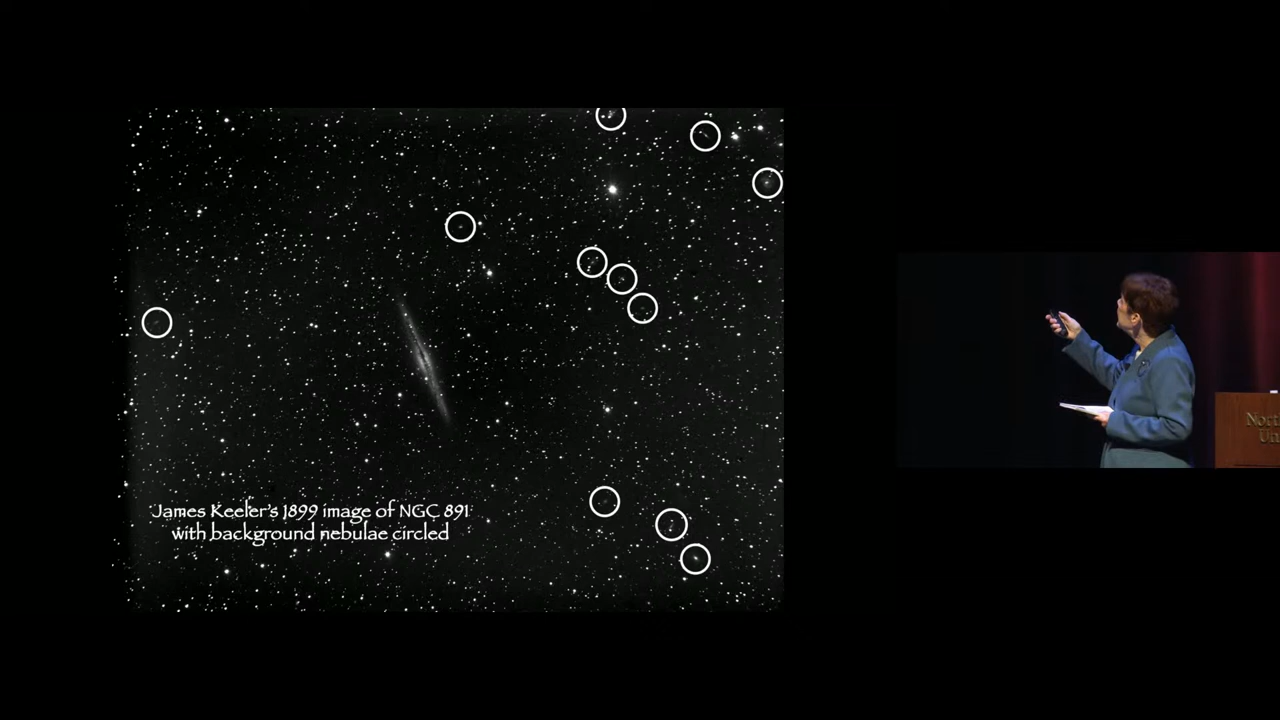 James Keeler's 1899 image of NGC 891
with background nebulae circled